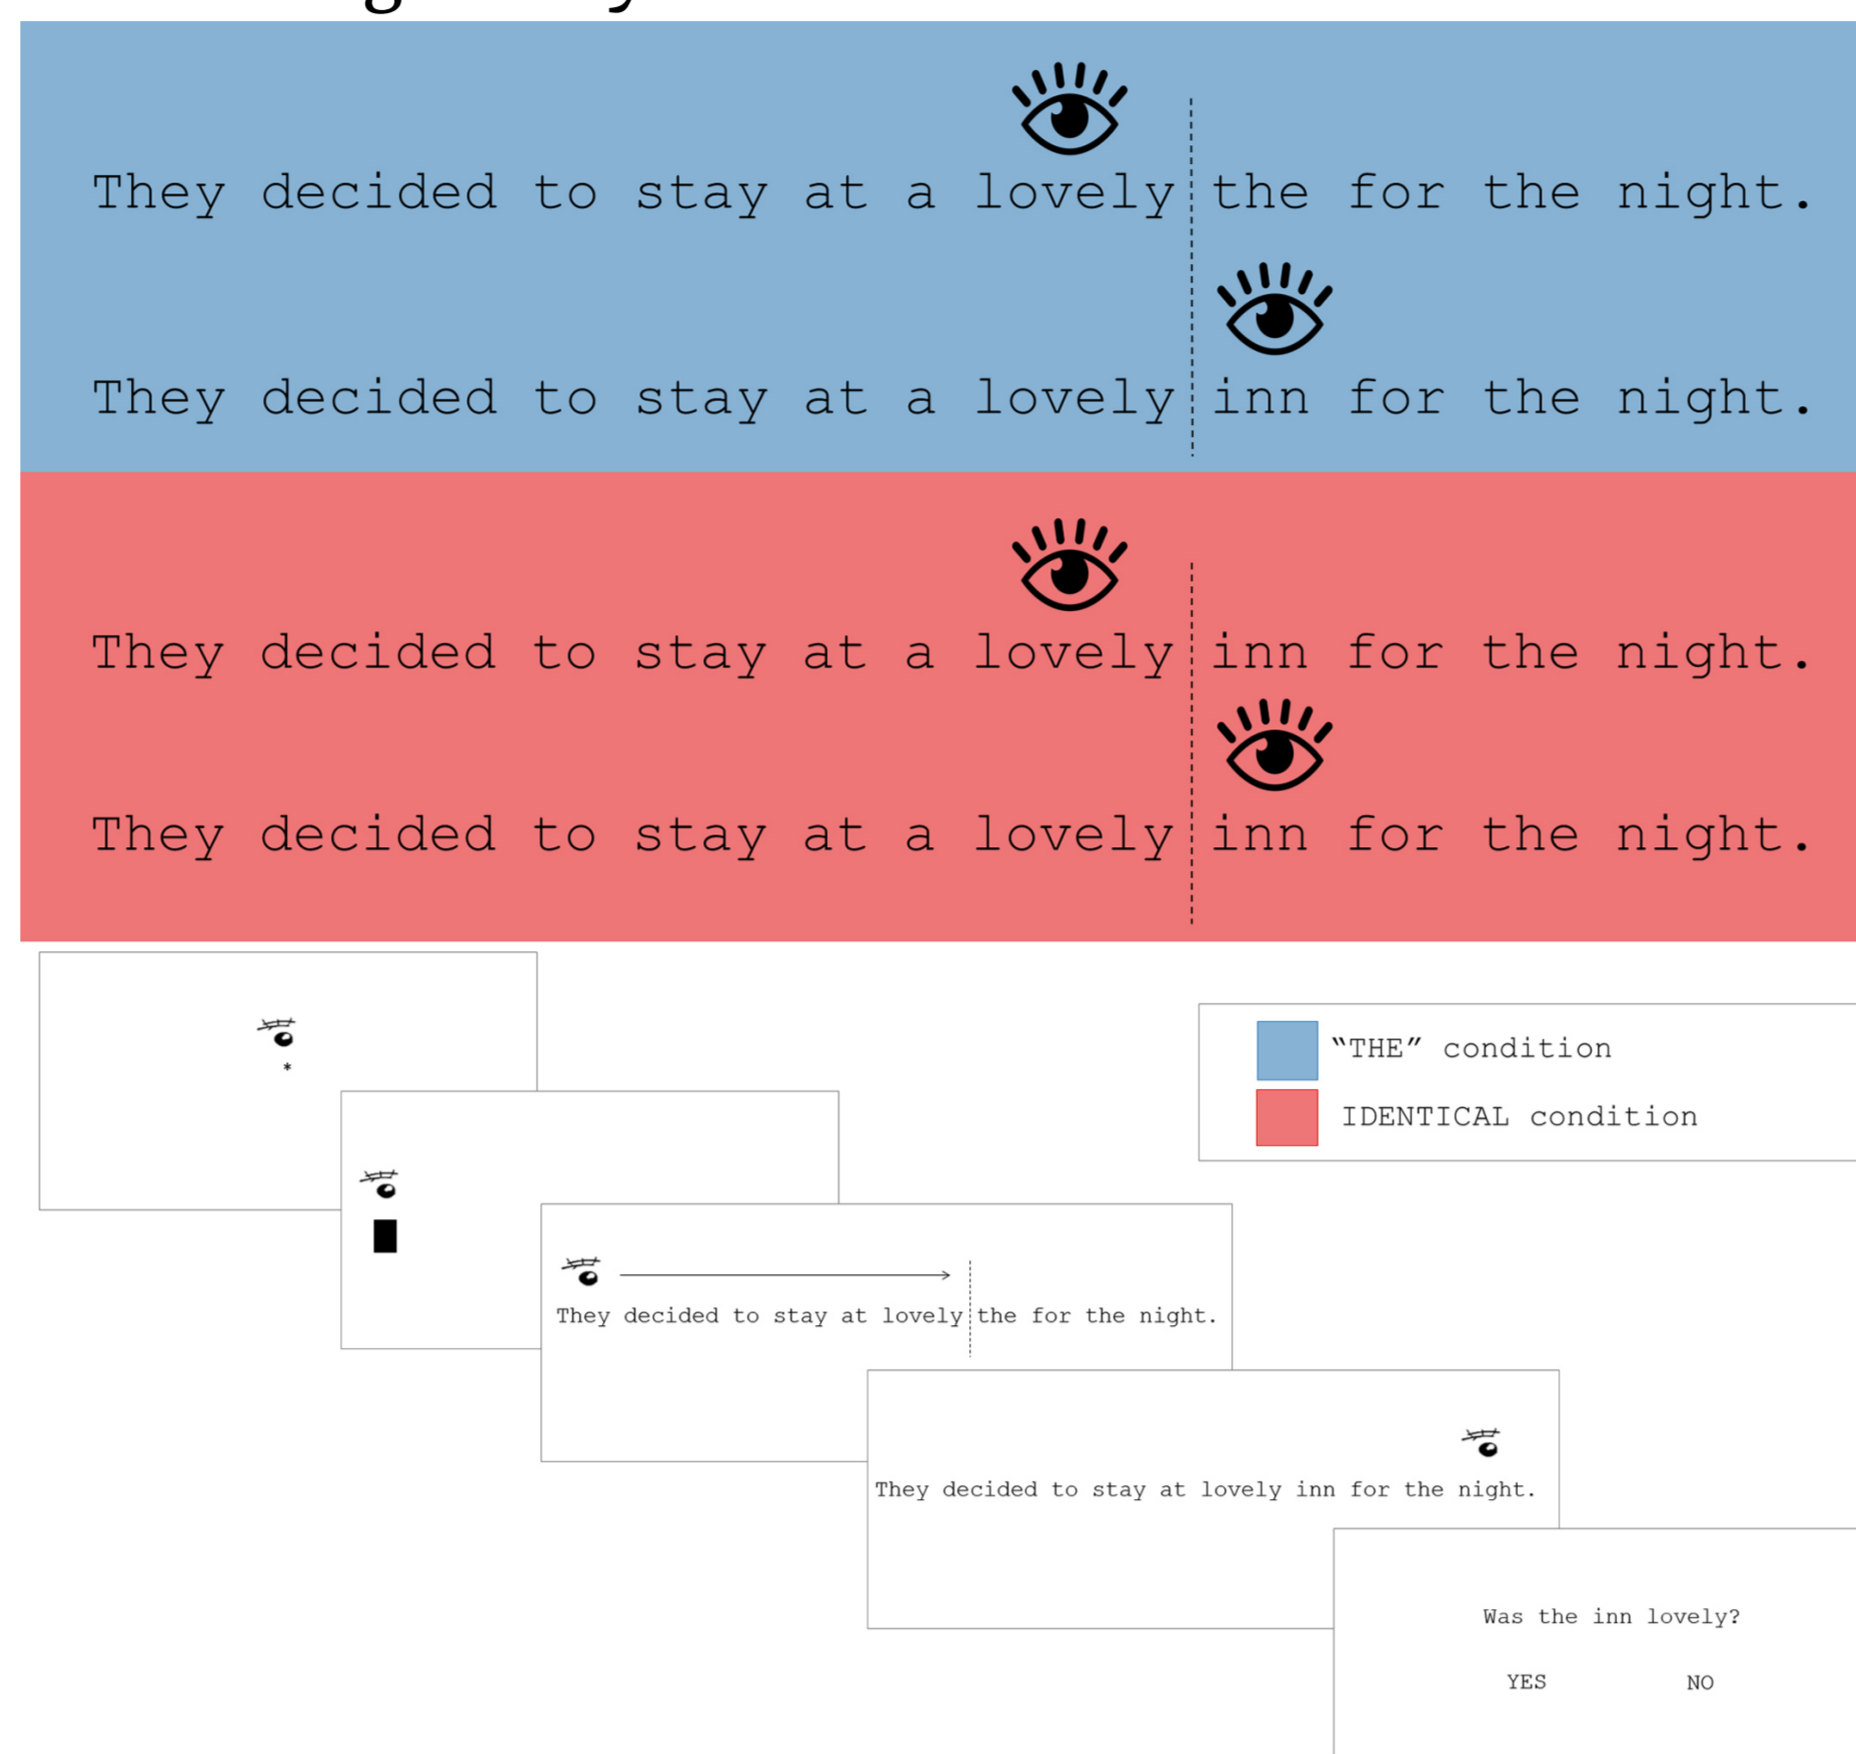 They decided to stay at a lovely the for the night.
They decided to stay at a lovely inn for the night.
They decided to stay at a lovely inn for the night.
They decided to stay at a lovely inn for the night.
*
“THE” condition
IDENTICAL condition
They decided to stay at lovely the for the night.
They decided to stay at lovely inn for the night.
Was the inn lovely?
YES NO